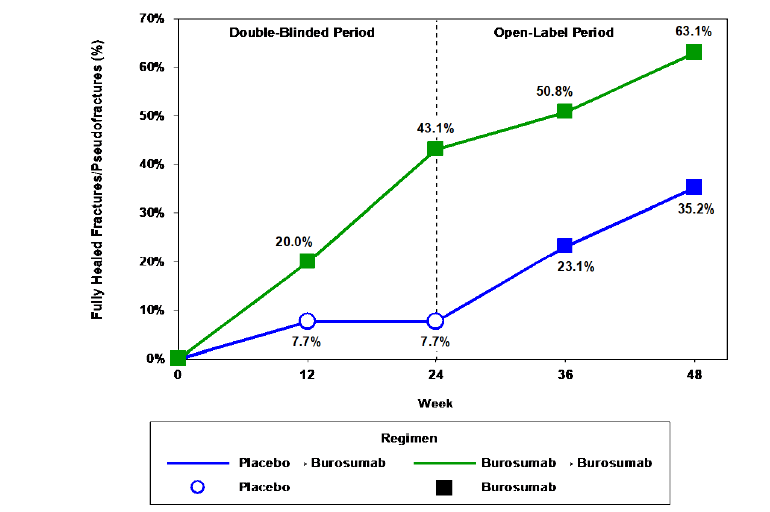 70%
Double-Blinded Period
Open-Label Period
63.1%
60%
50.8%
50%
43.1%
40%
35.2%
30%
23.1%
20.0%
20%
10%
7.7%
7.7%
0%
0
12
24
36
48
Fully Healed Fractures/Pseudofractures (%)
Week
Regimen
Placebo → Burosumab
Burosumab → Burosumab
Placebo
Burosumab